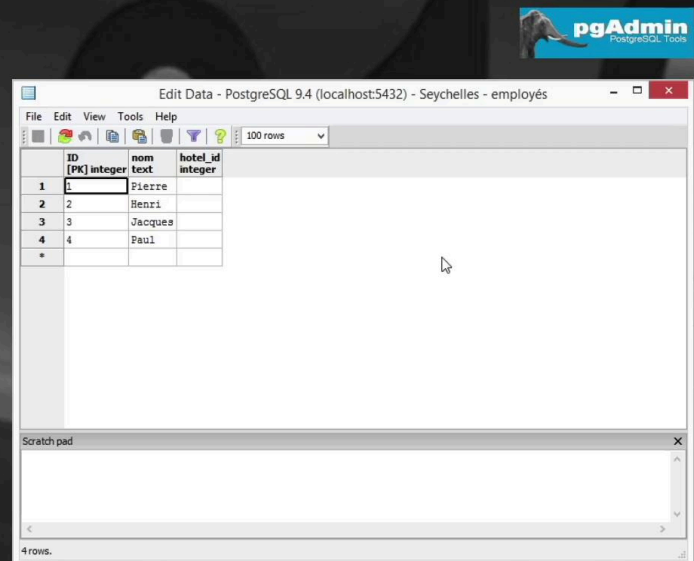 pgAdmin
PostgreSQL Tools
Edit Data - PostgreSQL 9.4 (localhost:5432) - Seychelles - employés
File Edit View Tools Help
100 rows
ID nom hotel_id
[PK] integer text integer
1 1 Pierre
2 2 Henri
3 3 Jacques
4 4 Paul
*
Scratch pad
4 rows.